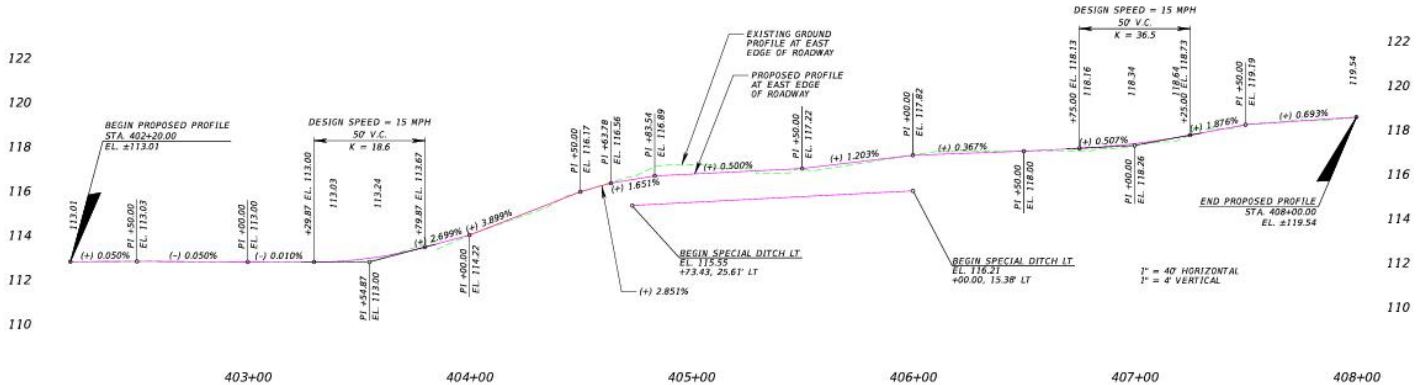 DESIGN SPEED = 15 MPH
50' V.C.
K = 36.5
122
122
120
120
118
118
116
116
114
114
112
112
110
110
BEGIN PROPOSED PROFILE
STA. 402+20.00
EL. ±113.01
113.01
PI +50.00
EL. 113.03
PI +00.00
EL. 113.00
DESIGN SPEED = 15 MPH
50' V.C.
K = 18.6
+29.87 EL. 113.00
113.03
113.24
+79.87 EL. 113.67
(+) 0.050%
(-) 0.050%
(-) 0.010%
PI +54.87
EL. 113.00
(+) 2.699%
(+) 3.899%
PI +00.00
EL. 114.22
PI +50.00
EL. 116.17
PI +63.78
EL. 116.56
PI +83.54
EL. 116.89
(+) 1.651%
(+) 2.851%
EXISTING GROUND
PROFILE AT EAST
EDGE OF ROADWAY
PROPOSED PROFILE
AT EAST EDGE
OF ROADWAY
(+) 0.500%
PI +50.00
EL. 117.22
(+) 1.203%
PI +00.00
EL. 117.82
(+) 0.367%
BEGIN SPECIAL DITCH LT
EL. 115.55
+73.43, 25.61' LT
BEGIN SPECIAL DITCH LT
EL. 116.21
+00.00, 15.38' LT
PI +50.00
EL. 118.00
+75.00 EL. 118.13
118.16
118.34
118.64
+25.00 EL. 118.73
(+) 0.507%
PI +00.00
EL. 118.26
(+) 1.876%
PI +50.00
EL. 119.19
(+) 0.693%
119.54
END PROPOSED PROFILE
STA. 408+00.00
EL. ±119.54
1" = 40' HORIZONTAL
1" = 4' VERTICAL
403+00
404+00
405+00
406+00
407+00
408+00